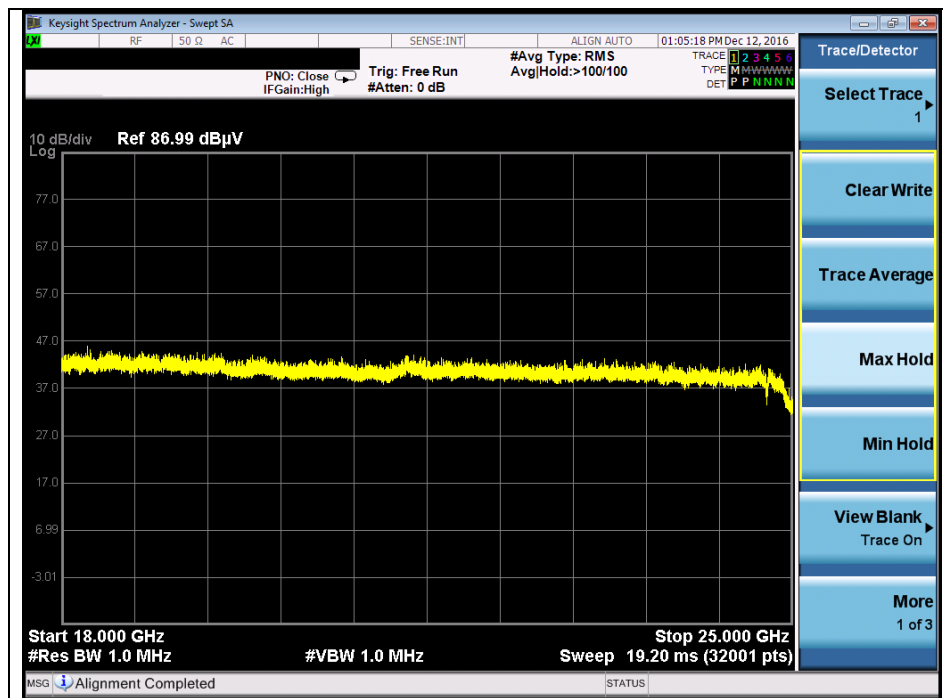 Keysight Spectrum Analyzer - Swept SA
LXI RF 50 Ω AC SENSE:INT ALIGN AUTO 01:05:18 PM Dec 12, 2016
PNO: Close
IFGain:High
Trig: Free Run
#Atten: 0 dB
#Avg Type: RMS
Avg|Hold:>100/100
TRACE 1 2 3 4 5 6
TYPE M M W W W W
DET P P N N N N
10 dB/div
Log
Ref 86.99 dBµV
77.0
67.0
57.0
47.0
37.0
27.0
17.0
6.99
-3.01
Start 18.000 GHz
Stop 25.000 GHz
#Res BW 1.0 MHz
#VBW 1.0 MHz
Sweep 19.20 ms (32001 pts)
MSG Alignment Completed
STATUS
Trace/Detector
Select Trace
1
Clear Write
Trace Average
Max Hold
Min Hold
View Blank
Trace On
More
1 of 3